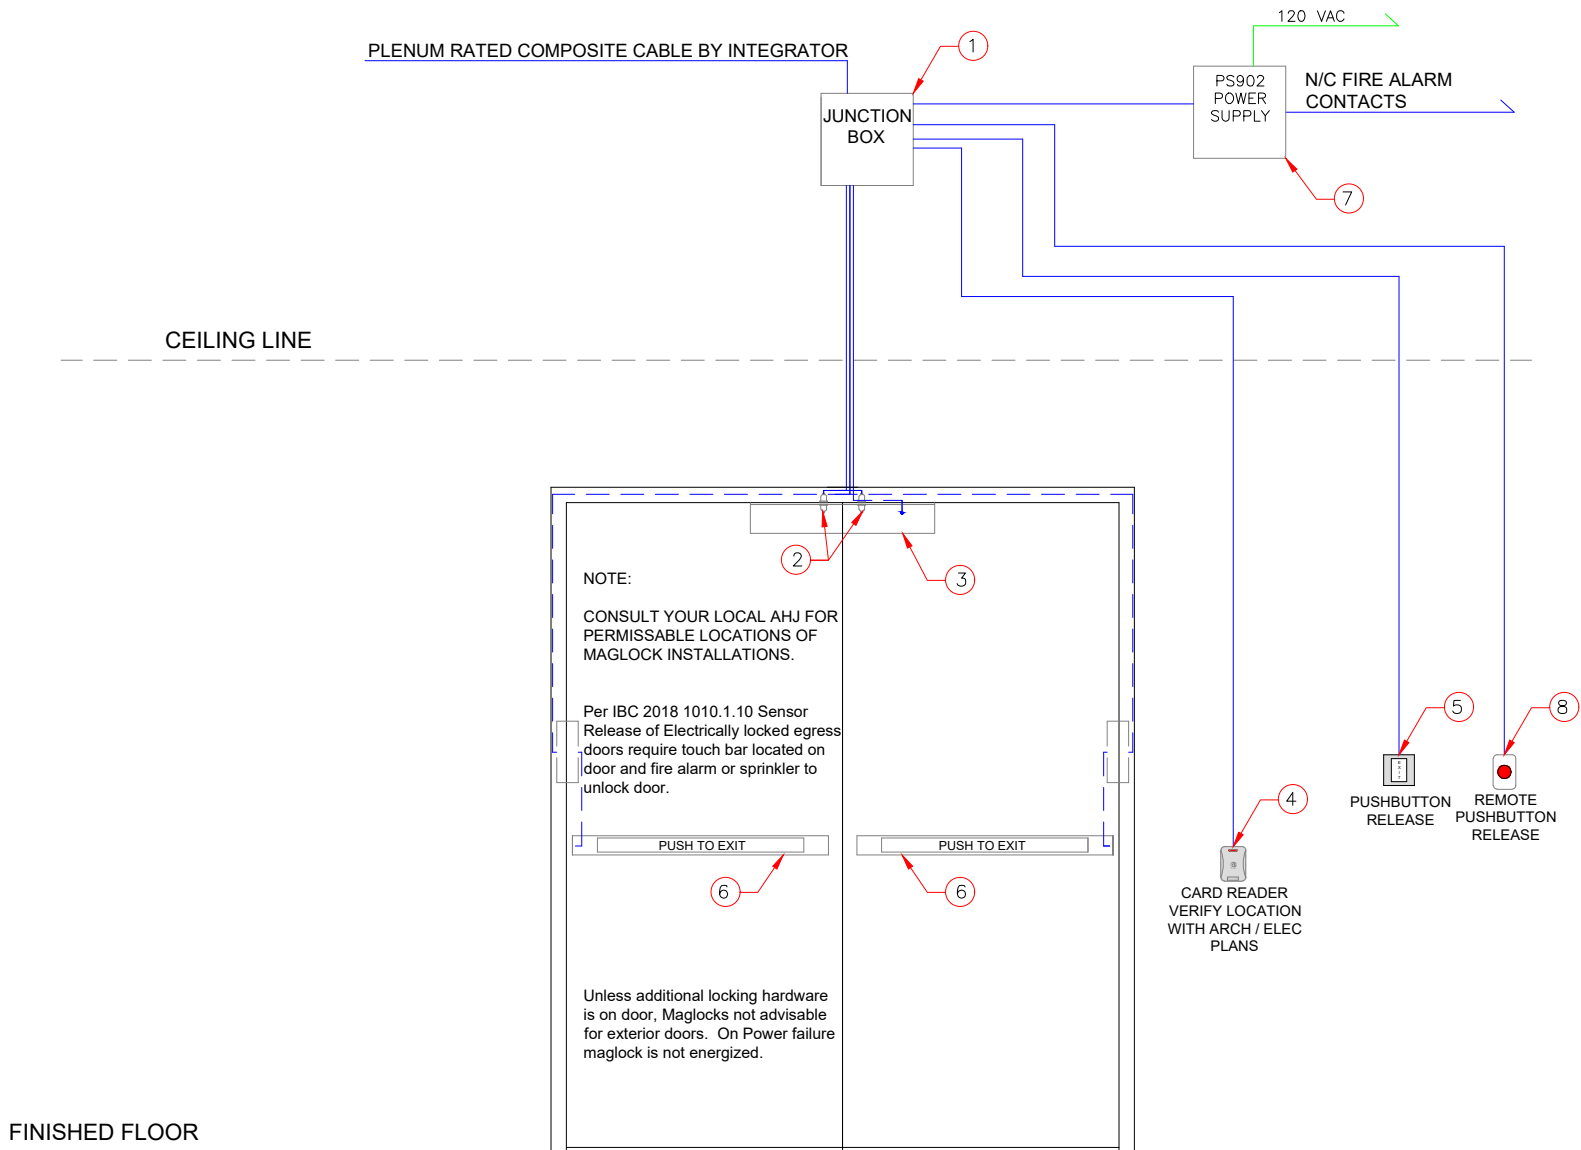 120 VAC
PLENUM RATED COMPOSITE CABLE BY INTEGRATOR
1
PS902
POWER
SUPPLY
N/C FIRE ALARM
CONTACTS
JUNCTION
BOX
7
CEILING LINE
2
3
NOTE:
CONSULT YOUR LOCAL AHJ FOR
PERMISSABLE LOCATIONS OF
MAGLOCK INSTALLATIONS.
Per IBC 2018 1010.1.10 Sensor
Release of Electrically locked egress
doors require touch bar located on
door and fire alarm or sprinkler to
unlock door.
5
8
EXIT
PUSHBUTTON
RELEASE
REMOTE
PUSHBUTTON
RELEASE
4
PUSH TO EXIT
PUSH TO EXIT
6
6
CARD READER
VERIFY LOCATION
WITH ARCH / ELEC
PLANS
Unless additional locking hardware
is on door, Maglocks not advisable
for exterior doors.  On Power failure
maglock is not energized.
FINISHED FLOOR